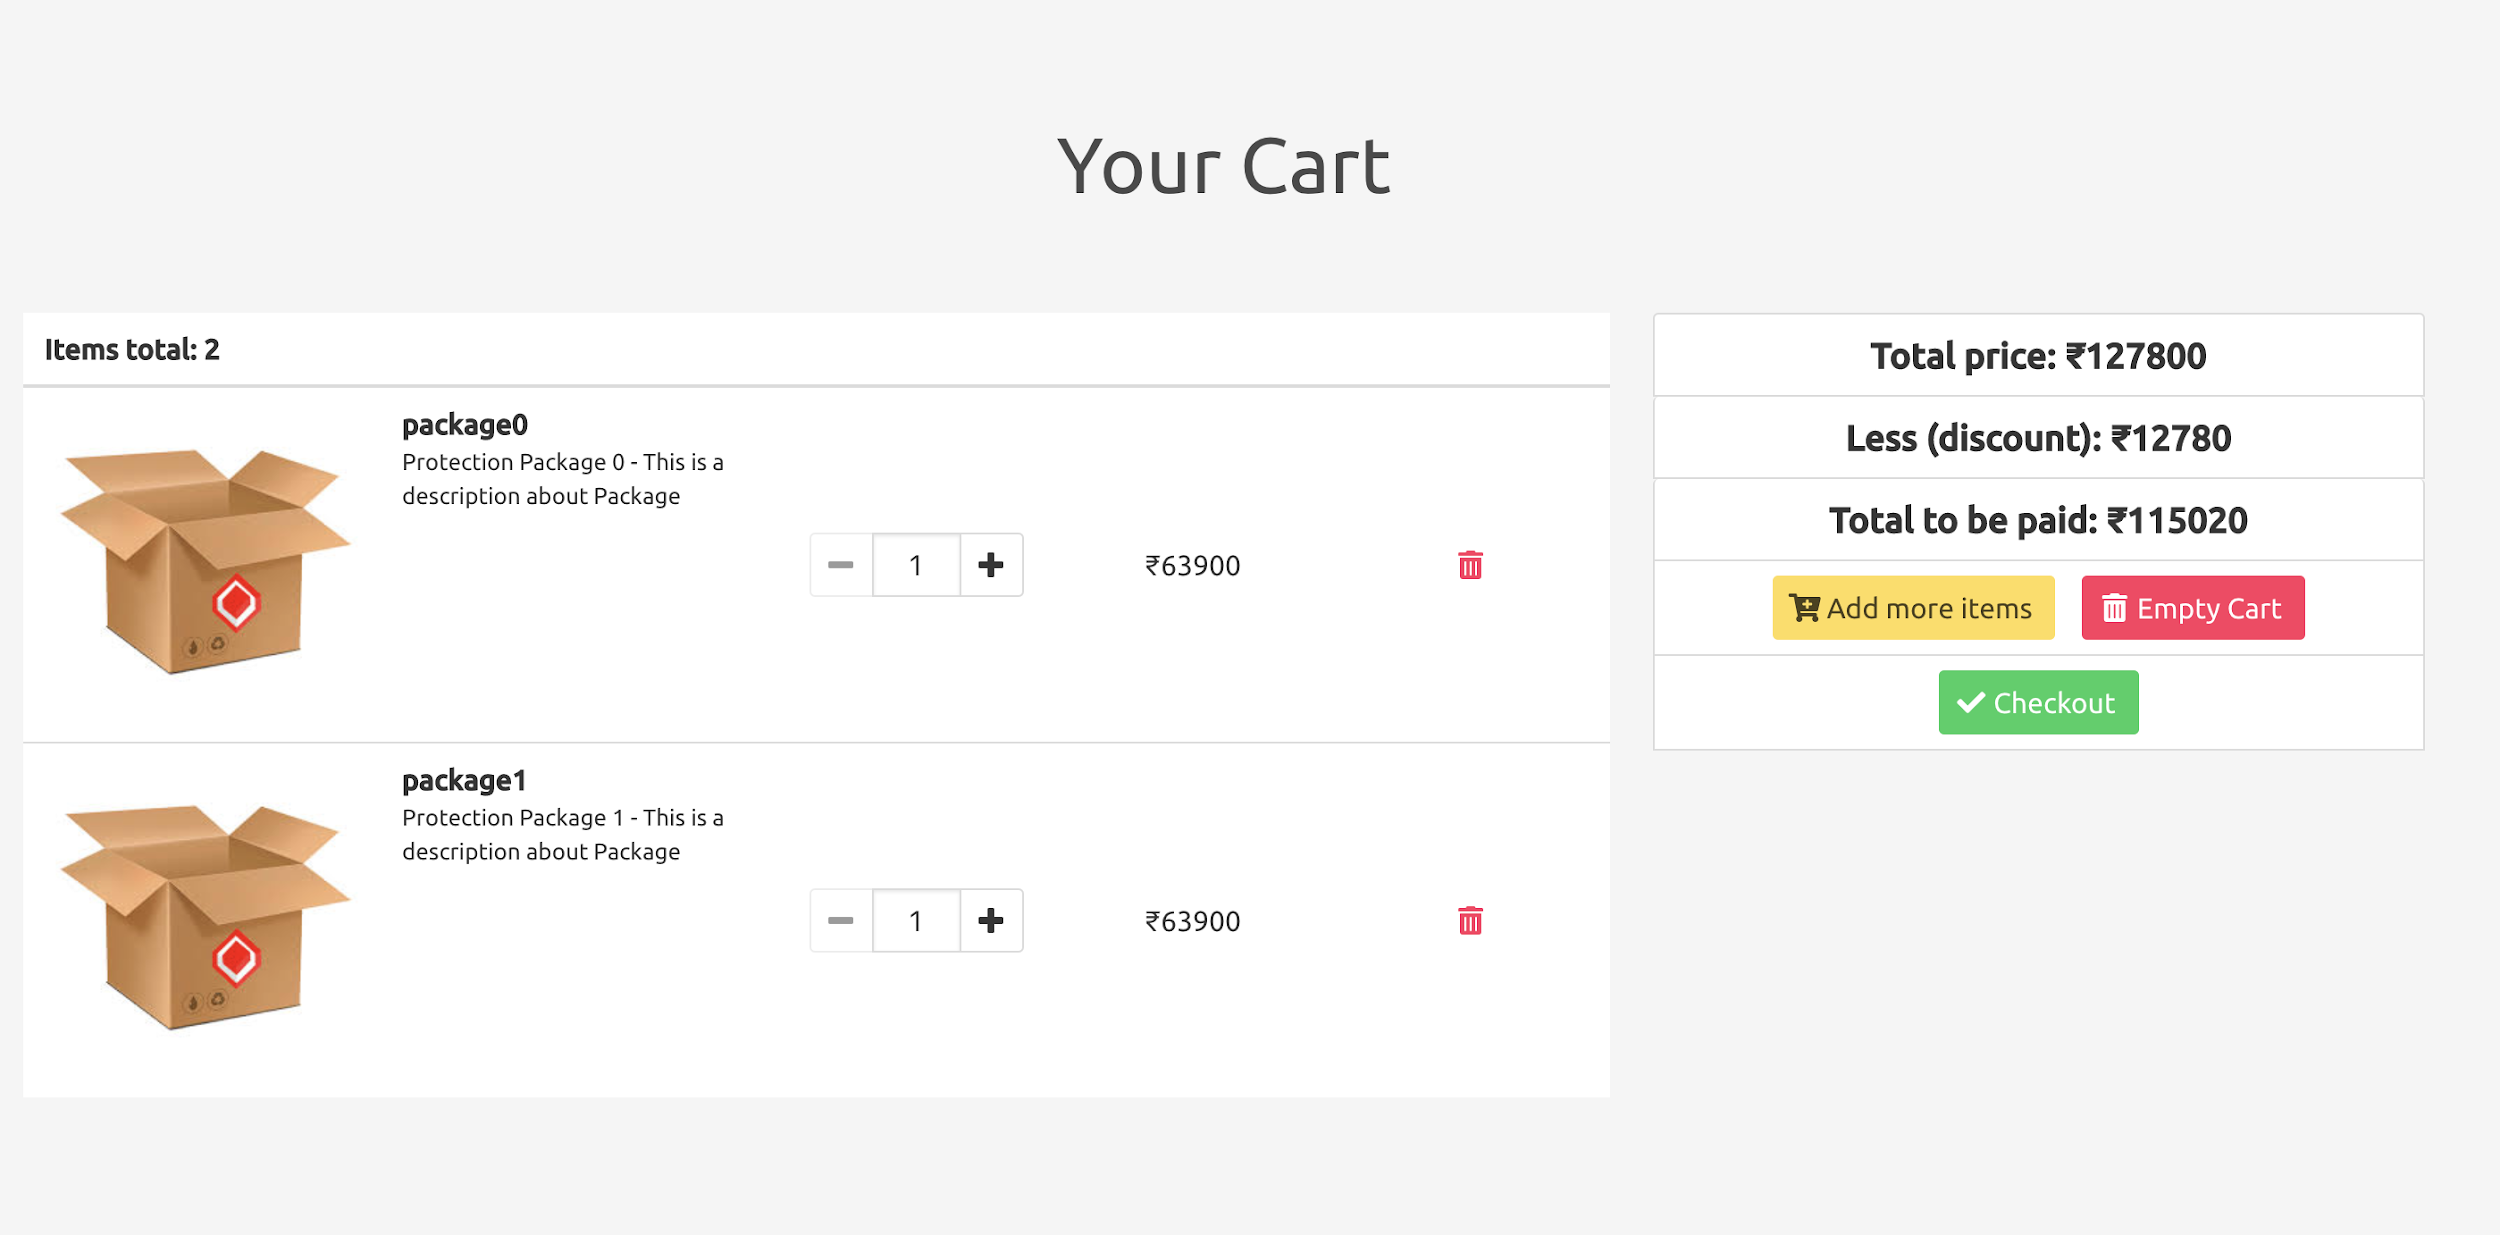 Your Cart
Items total: 2
package0
Protection Package 0 - This is a
description about Package
1
₹63900
package1
Protection Package 1 - This is a
description about Package
1
₹63900
Total price: ₹127800
Less (discount): ₹12780
Total to be paid: ₹115020
Add more items
Empty Cart
Checkout